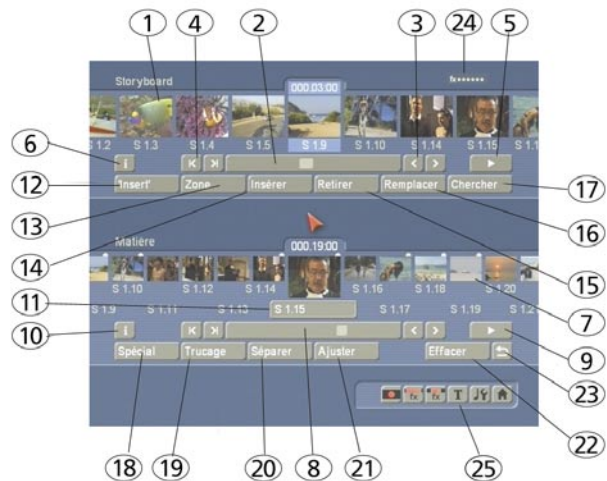 1 4 2 3 24 5
Storyboard
000.03:00
S 1.2 S 1.3 S 1.4 S 1.5 S 1.9 S 1.10 S 1.14 S 1.15
6
i
12 'Insert' Zone Insérer Retirer Remplacer Chercher 17
13 16
14 15
Matière
000.19:00
S 1.10 S 1.12 S 1.14 S 1.16 S 1.18 S 1.20
11 7
S 1.9 S 1.11 S 1.13 S 1.15 S 1.17 S 1.19
10 i 9
Spécial Trucage Séparer Ajuster Effacer
23
fx fx T
22
18 19 20 8 21 25